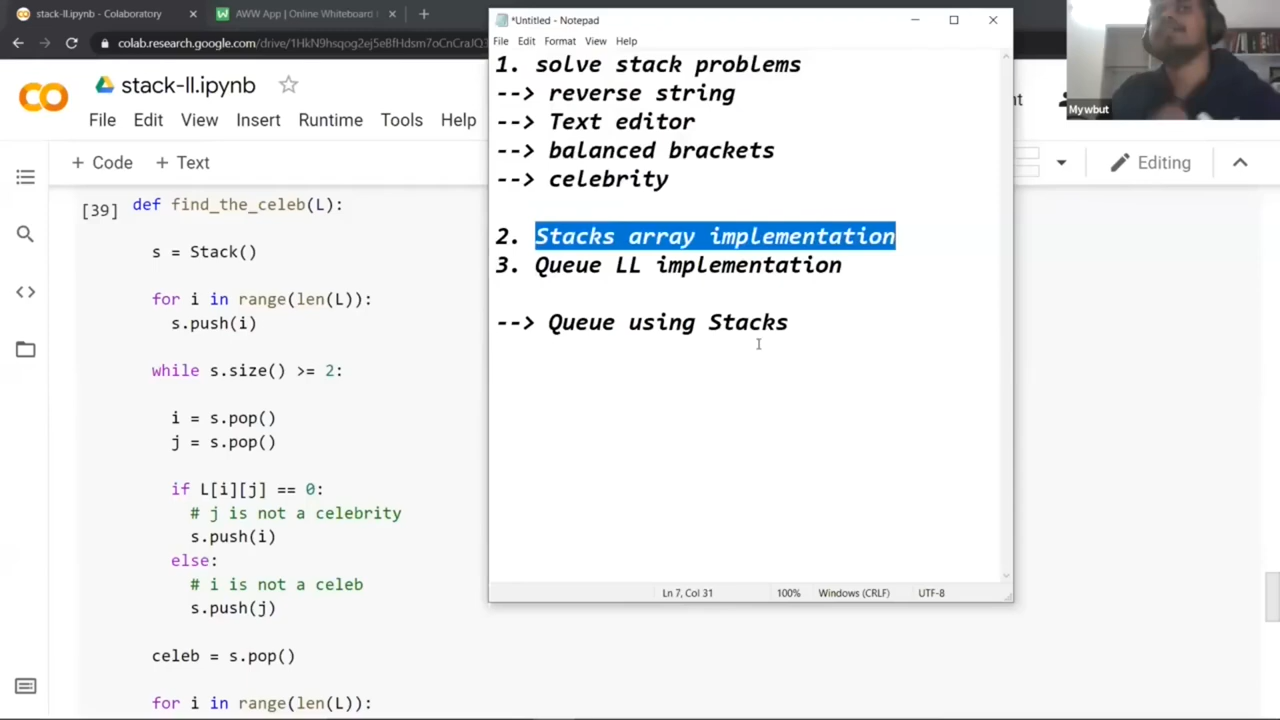 stack-ll.ipynb - Colaboratory
AWW App | Online Whiteboard
colab.research.google.com/drive/
stack-ll.ipynb
File Edit View Insert Runtime Tools Help
+ Code + Text
Editing
[39] def find_the_celeb(L):
s = Stack()
for i in range(len(L)):
s.push(i)
while s.size() >= 2:
i = s.pop()
j = s.pop()
if L[i][j] == 0:
# j is not a celebrity
s.push(i)
else:
# i is not a celeb
s.push(j)
celeb = s.pop()
for i in range(len(L)):
*Untitled - Notepad
File Edit Format View Help
1. solve stack problems
--> reverse string
--> Text editor
--> balanced brackets
--> celebrity
2. Stacks array implementation
3. Queue LL implementation
--> Queue using Stacks
Ln 7, Col 31 100% Windows (CRLF) UTF-8
Mywbut